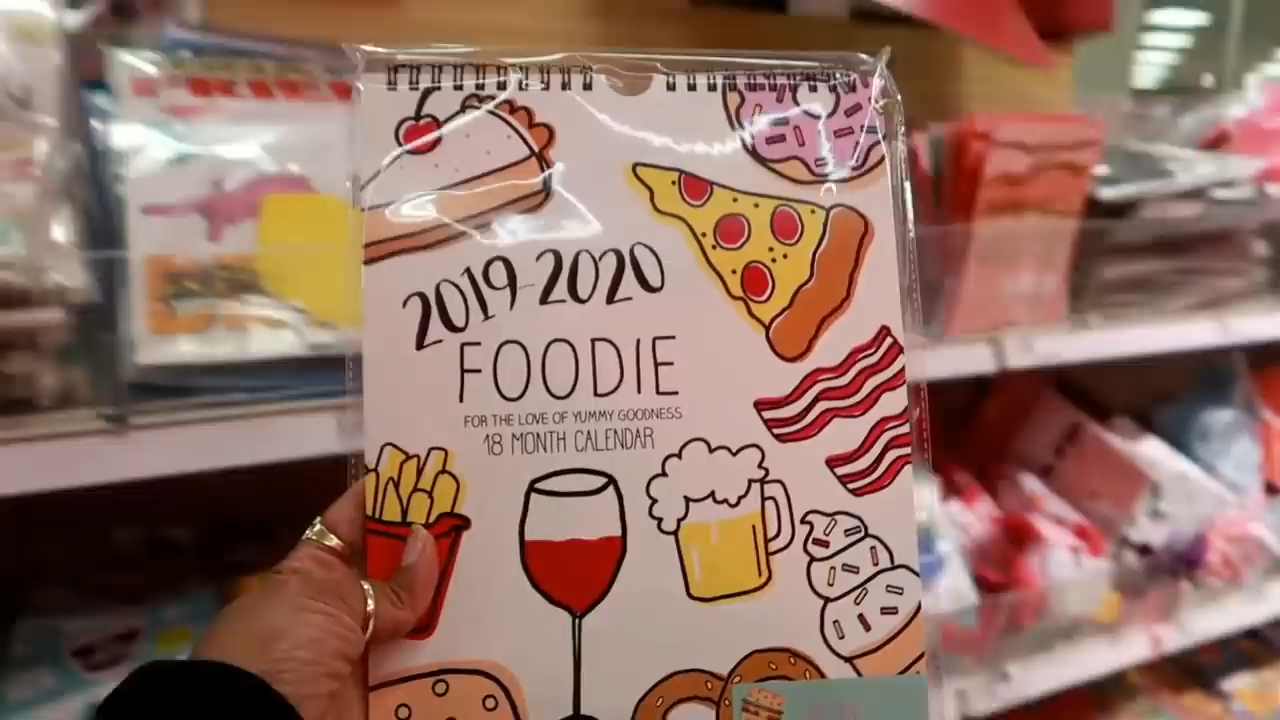 2019-2020
FOODIE
FOR THE LOVE OF YUMMY GOODNESS
18 MONTH CALENDAR